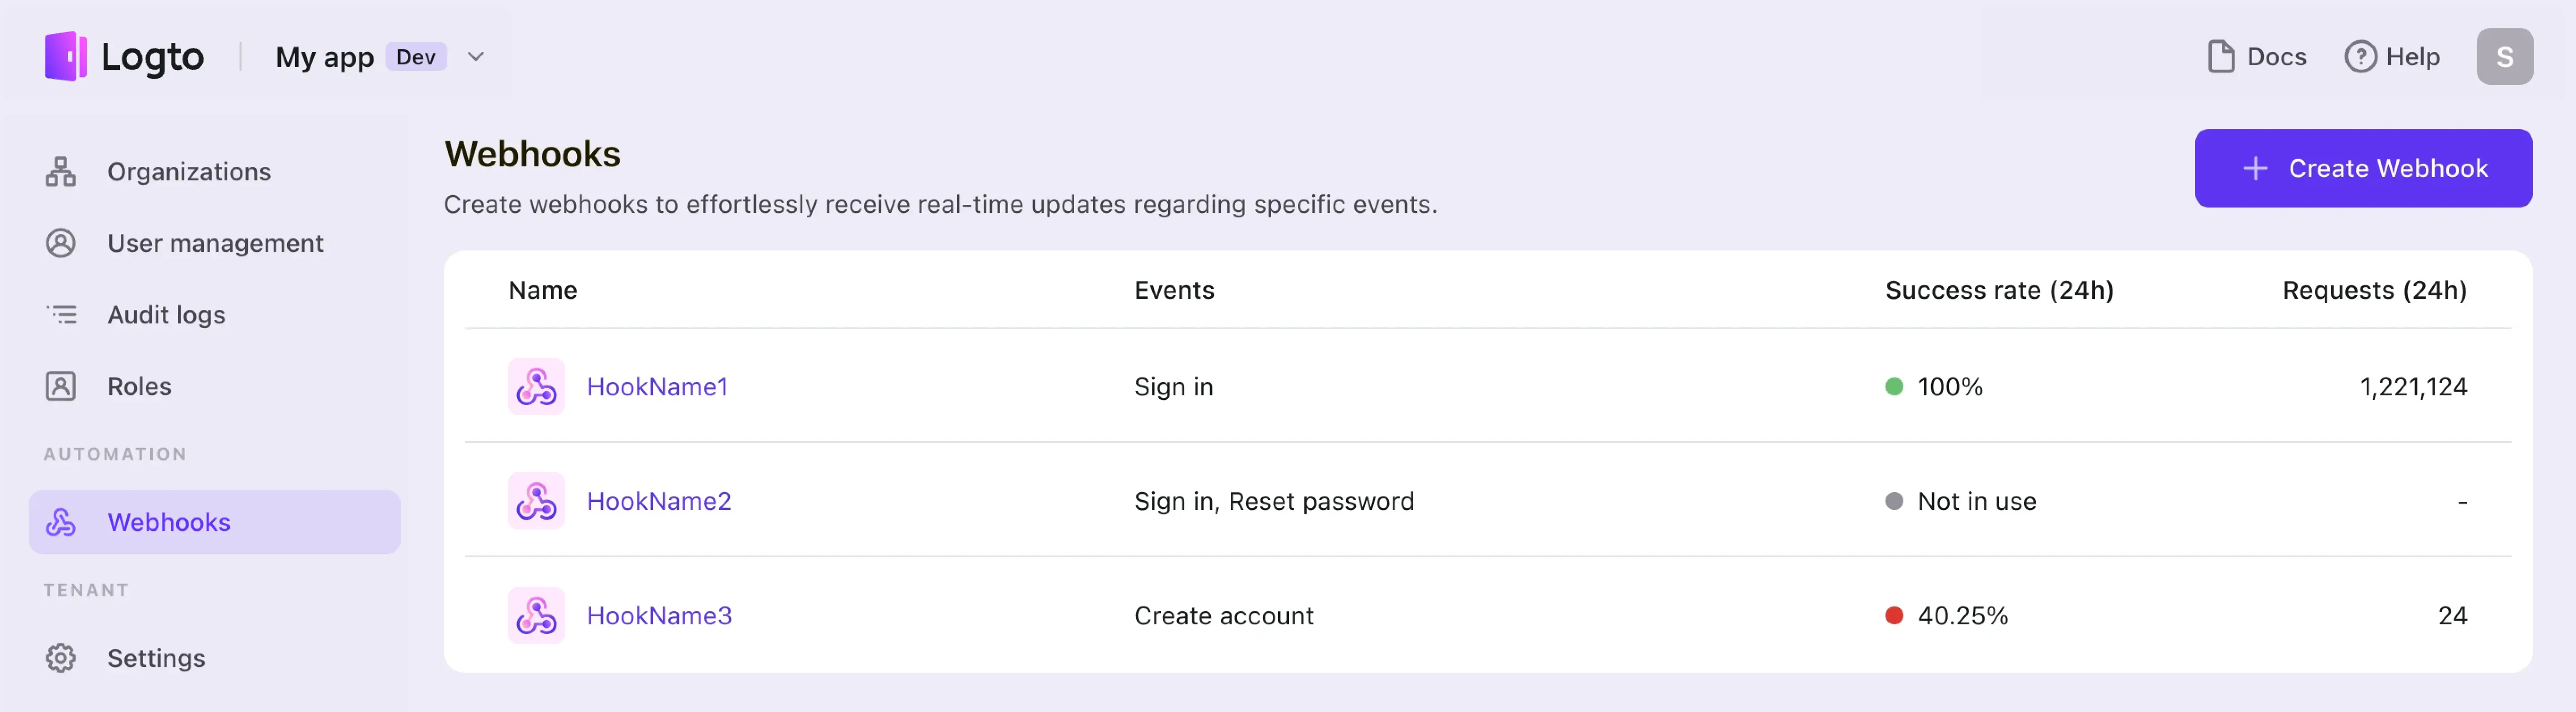 Logto
My app Dev
Docs
Help
S
Organizations
User management
Audit logs
Roles
AUTOMATION
Webhooks
TENANT
Settings
Webhooks
Create webhooks to effortlessly receive real-time updates regarding specific events.
+ Create Webhook
Name Events Success rate (24h) Requests (24h)
HookName1 Sign in 100% 1,221,124
HookName2 Sign in, Reset password Not in use -
HookName3 Create account 40.25% 24